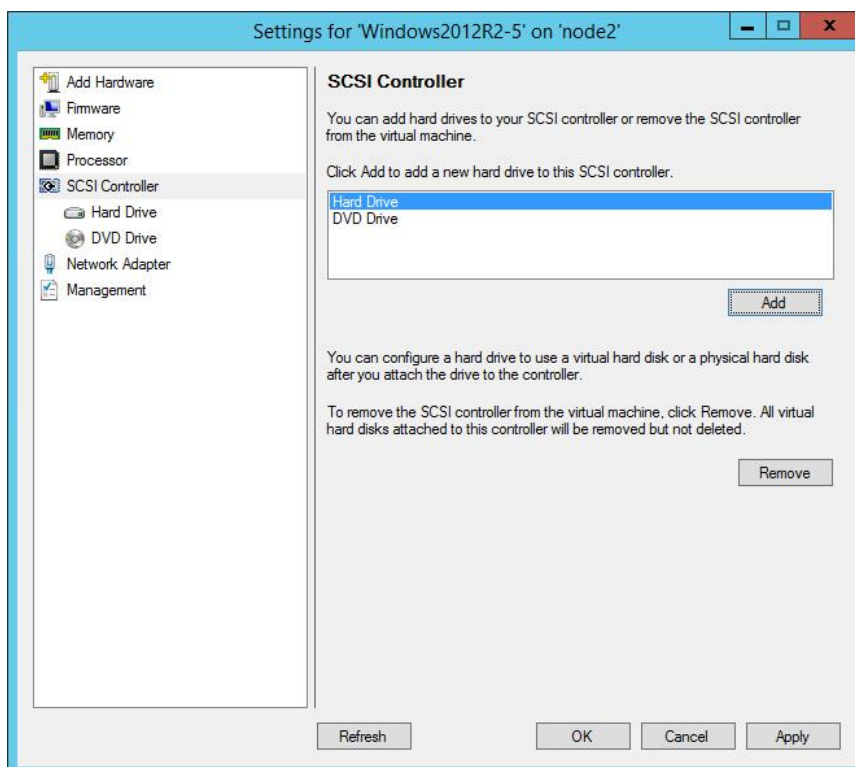 Settings for 'Windows2012R2-5' on 'node2'
Add Hardware
Firmware
Memory
Processor
SCSI Controller
Hard Drive
DVD Drive
Network Adapter
Management
SCSI Controller
You can add hard drives to your SCSI controller or remove the SCSI controller
from the virtual machine.
Click Add to add a new hard drive to this SCSI controller.
Hard Drive
DVD Drive
Add
You can configure a hard drive to use a virtual hard disk or a physical hard disk
after you attach the drive to the controller.
To remove the SCSI controller from the virtual machine, click Remove. All virtual
hard disks attached to this controller will be removed but not deleted.
Remove
Refresh
OK
Cancel
Apply